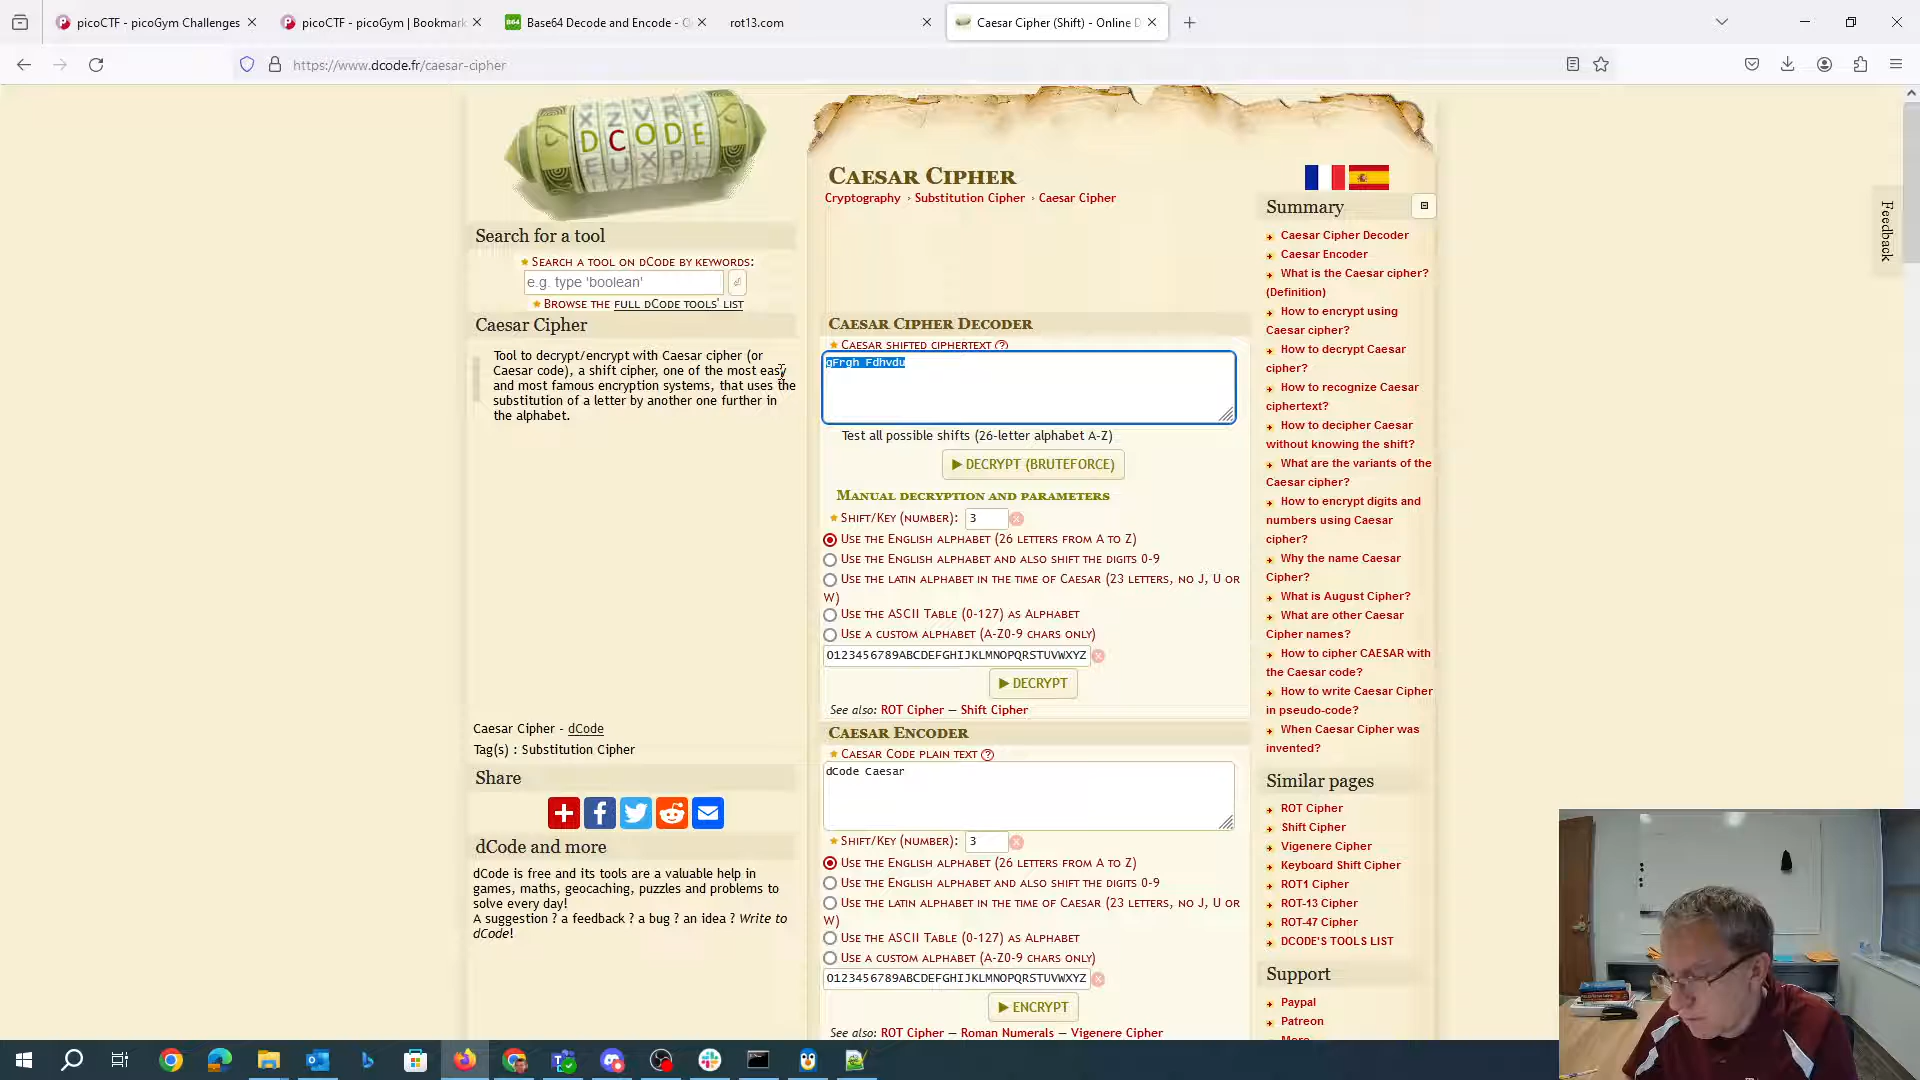 picoCTF - picoGym Challenges
picoCTF - picoGym | Bookmark
Base64 Decode and Encode - O
rot13.com
Caesar Cipher (Shift) - Online D
https://www.dcode.fr/caesar-cipher
DCODE
Search for a tool
★ Search a tool on dCode by keywords:
e.g. type 'boolean'
★ Browse the full dCode tools' list
Caesar Cipher
Tool to decrypt/encrypt with Caesar cipher (or
Caesar code), a shift cipher, one of the most easy
and most famous encryption systems, that uses the
substitution of a letter by another one further in
the alphabet.
Caesar Cipher - dCode
Tag(s) : Substitution Cipher
Share
dCode and more
dCode is free and its tools are a valuable help in
games, maths, geocaching, puzzles and problems to
solve every day!
A suggestion ? a feedback ? a bug ? an idea ? Write to
dCode!
Caesar Cipher
Cryptography › Substitution Cipher › Caesar Cipher
Caesar Cipher Decoder
★ Caesar shifted ciphertext (?)
gFrgh Fdhvdu
Test all possible shifts (26-letter alphabet A-Z)
▶ DECRYPT (BRUTEFORCE)
Manual decryption and parameters
★ Shift/Key (number): 3
Use the English alphabet (26 letters from A to Z)
Use the English alphabet and also shift the digits 0-9
Use the Latin alphabet in the time of Caesar (23 letters, no J, U or
W)
Use the ASCII Table (0-127) as Alphabet
Use a custom alphabet (A-Z0-9 chars only)
0123456789ABCDEFGHIJKLMNOPQRSTUVWXYZ
▶ DECRYPT
See also: ROT Cipher — Shift Cipher
Caesar Encoder
★ Caesar Code plain text (?)
dCode Caesar
★ Shift/Key (number): 3
Use the English alphabet (26 letters from A to Z)
Use the English alphabet and also shift the digits 0-9
Use the Latin alphabet in the time of Caesar (23 letters, no J, U or
W)
Use the ASCII Table (0-127) as Alphabet
Use a custom alphabet (A-Z0-9 chars only)
0123456789ABCDEFGHIJKLMNOPQRSTUVWXYZ
▶ ENCRYPT
See also: ROT Cipher — Roman Numerals — Vigenere Cipher
Summary
Caesar Cipher Decoder
Caesar Encoder
What is the Caesar cipher?
(Definition)
How to encrypt using
Caesar cipher?
How to decrypt Caesar
cipher?
How to recognize Caesar
ciphertext?
How to decipher Caesar
without knowing the shift?
What are the variants of the
Caesar cipher?
How to encrypt digits and
numbers using Caesar
cipher?
Why the name Caesar
Cipher?
What is August Cipher?
What are other Caesar
Cipher names?
How to cipher CAESAR with
the Caesar code?
How to write Caesar Cipher
in pseudo-code?
When Caesar Cipher was
invented?
Similar pages
ROT Cipher
Shift Cipher
Vigenere Cipher
Keyboard Shift Cipher
ROT1 Cipher
ROT-13 Cipher
ROT-47 Cipher
DCODE'S TOOLS LIST
Support
Paypal
Patreon
Feedback